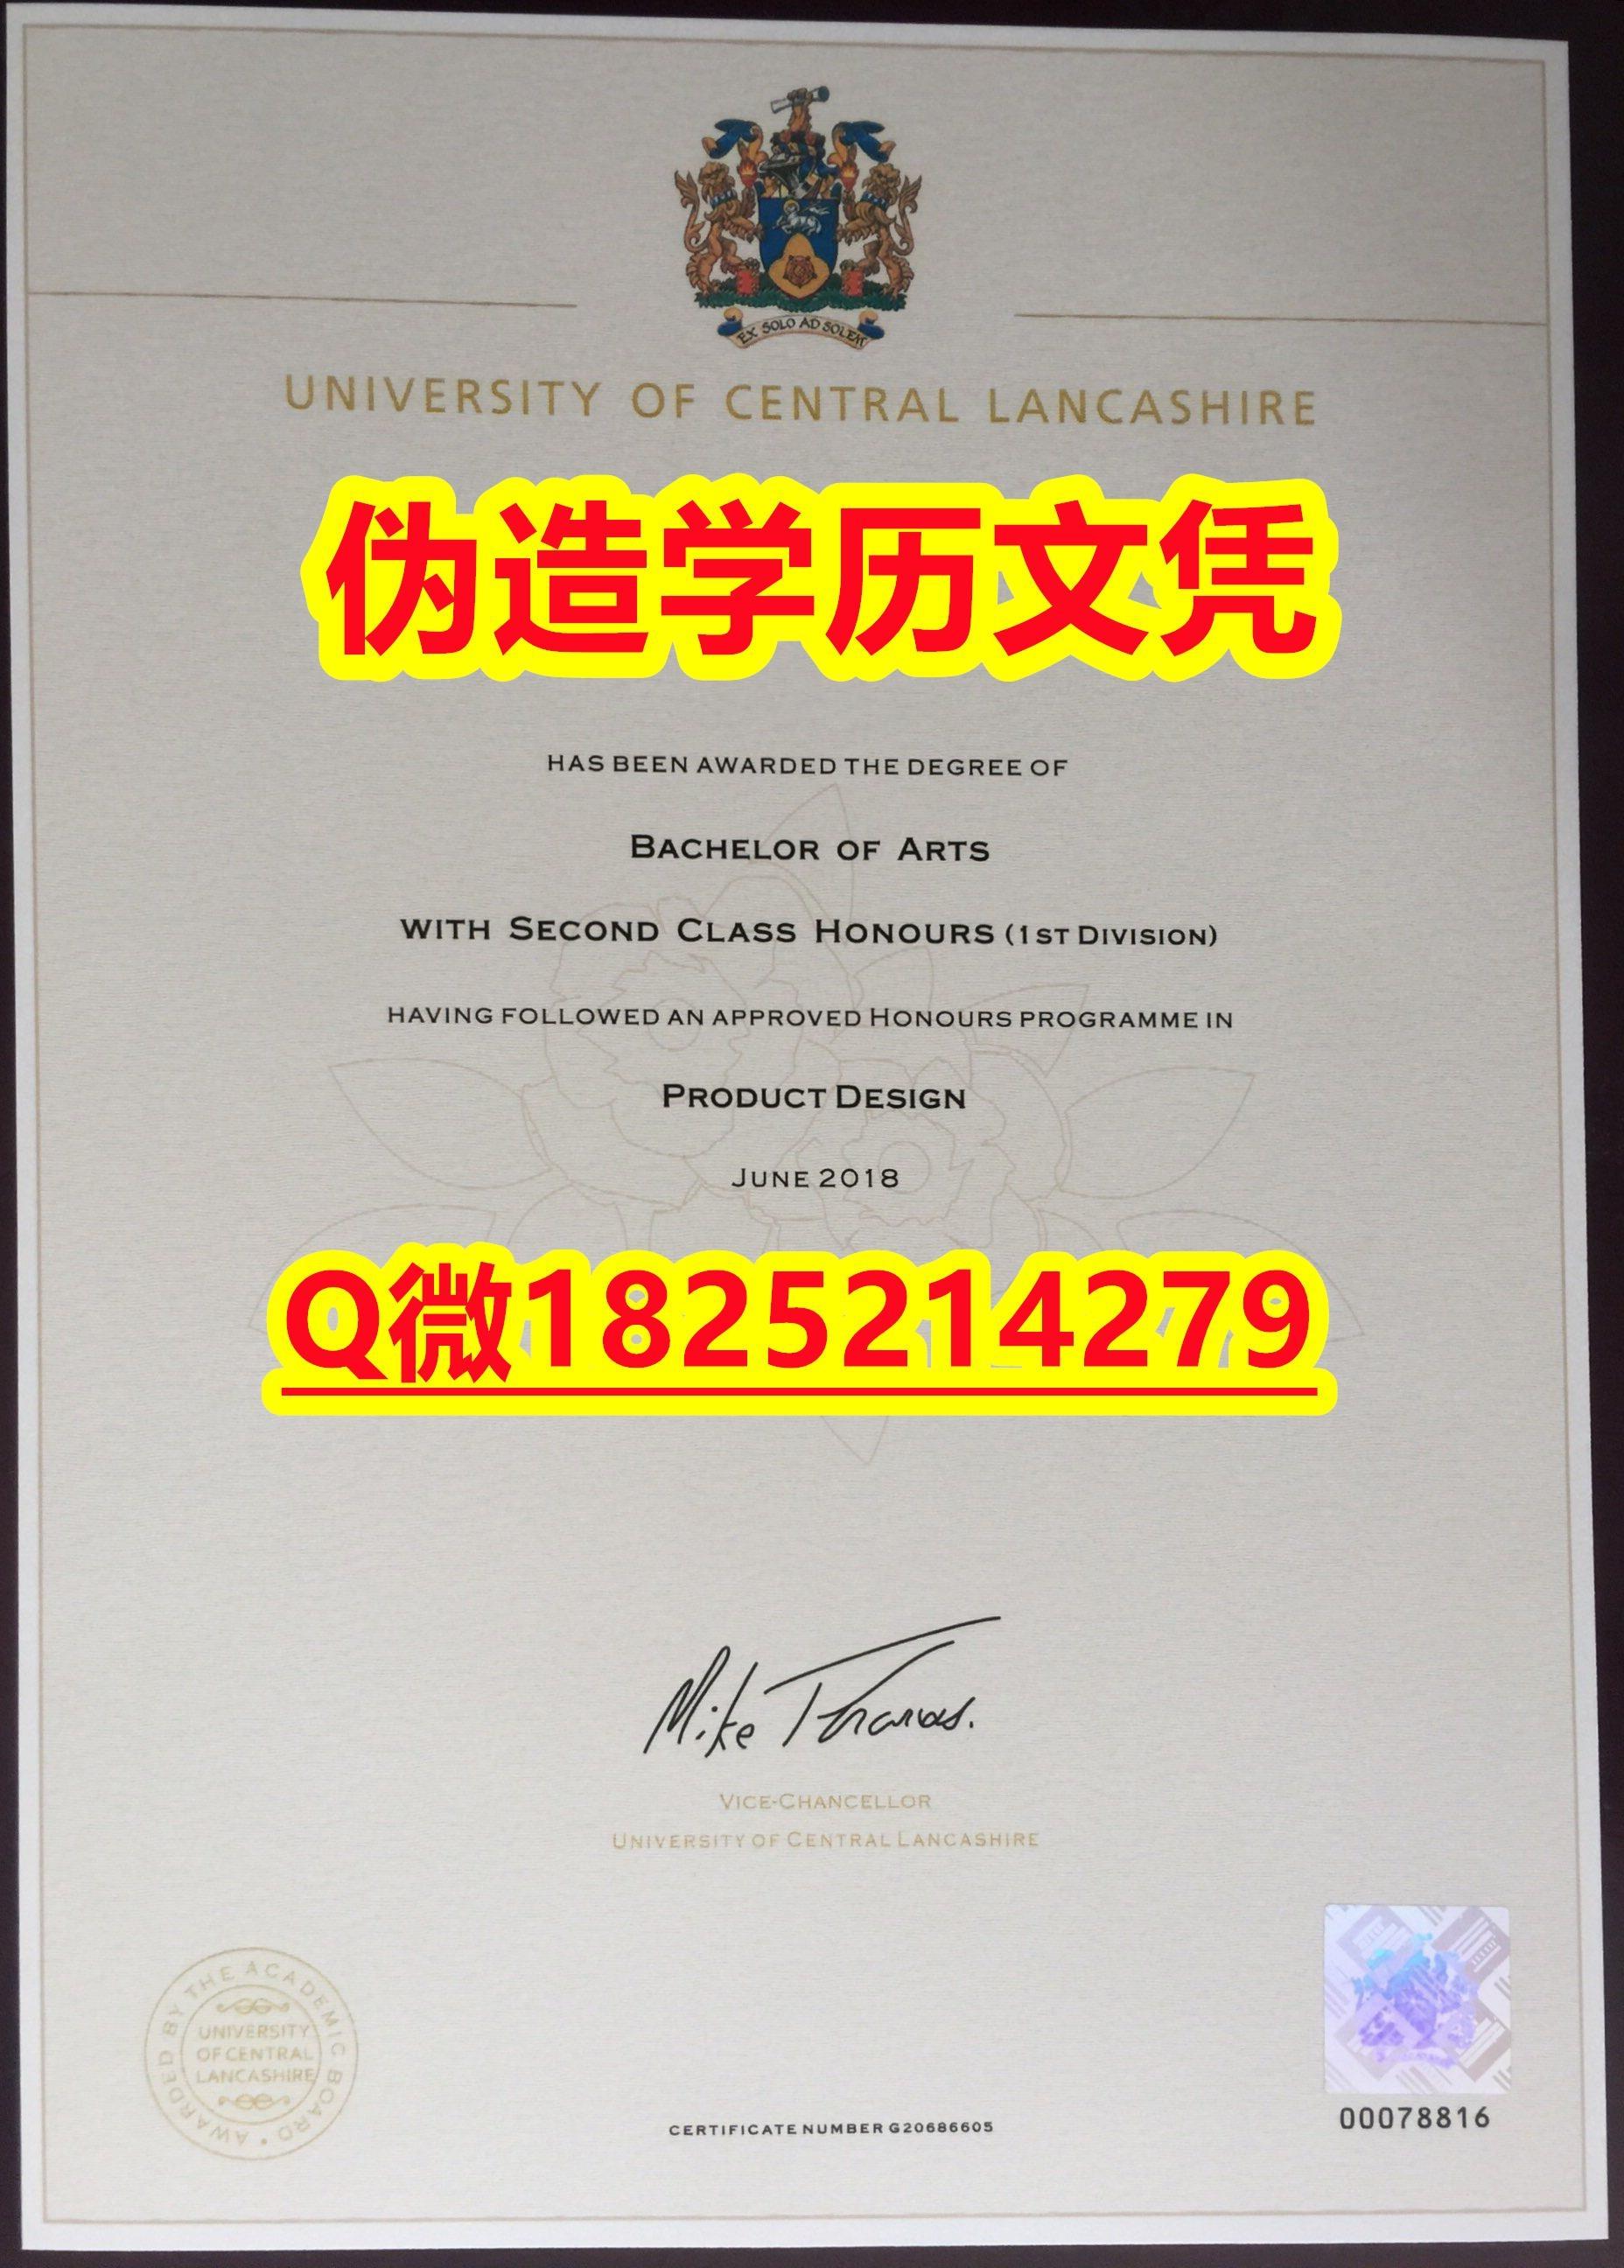 EX SOLO AD SOLEM
UNIVERSITY OF CENTRAL LANCASHIRE
伪造学历文凭
HAS BEEN AWARDED THE DEGREE OF
BACHELOR OF ARTS
WITH SECOND CLASS HONOURS (1ST DIVISION)
HAVING FOLLOWED AN APPROVED HONOURS PROGRAMME IN
PRODUCT DESIGN
JUNE 2018
Q微1825214279
Mike Thomas.
VICE-CHANCELLOR
UNIVERSITY OF CENTRAL LANCASHIRE
AWARDED BY THE ACADEMIC BOARD
UNIVERSITY
OF CENTRAL
LANCASHIRE
CERTIFICATE NUMBER G20686605
00078816